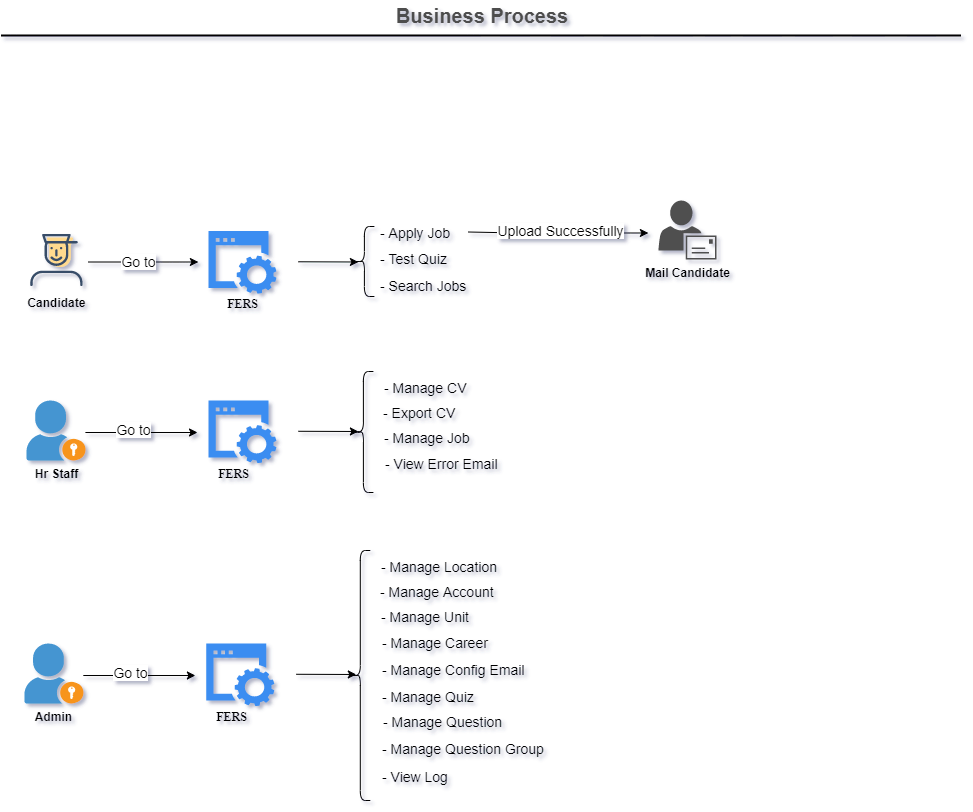 Business Process
- Apply Job
Upload Successfully
- Test Quiz
Go to
- Search Jobs
Mail Candidate
Candidate
FERS
- Manage CV
- Export CV
Go to
- Manage Job
- View Error Email
Hr Staff
FERS
- Manage Location
- Manage Account
- Manage Unit
- Manage Career
Go to
- Manage Config Email
- Manage Quiz
Admin
FERS
- Manage Question
- Manage Question Group
- View Log